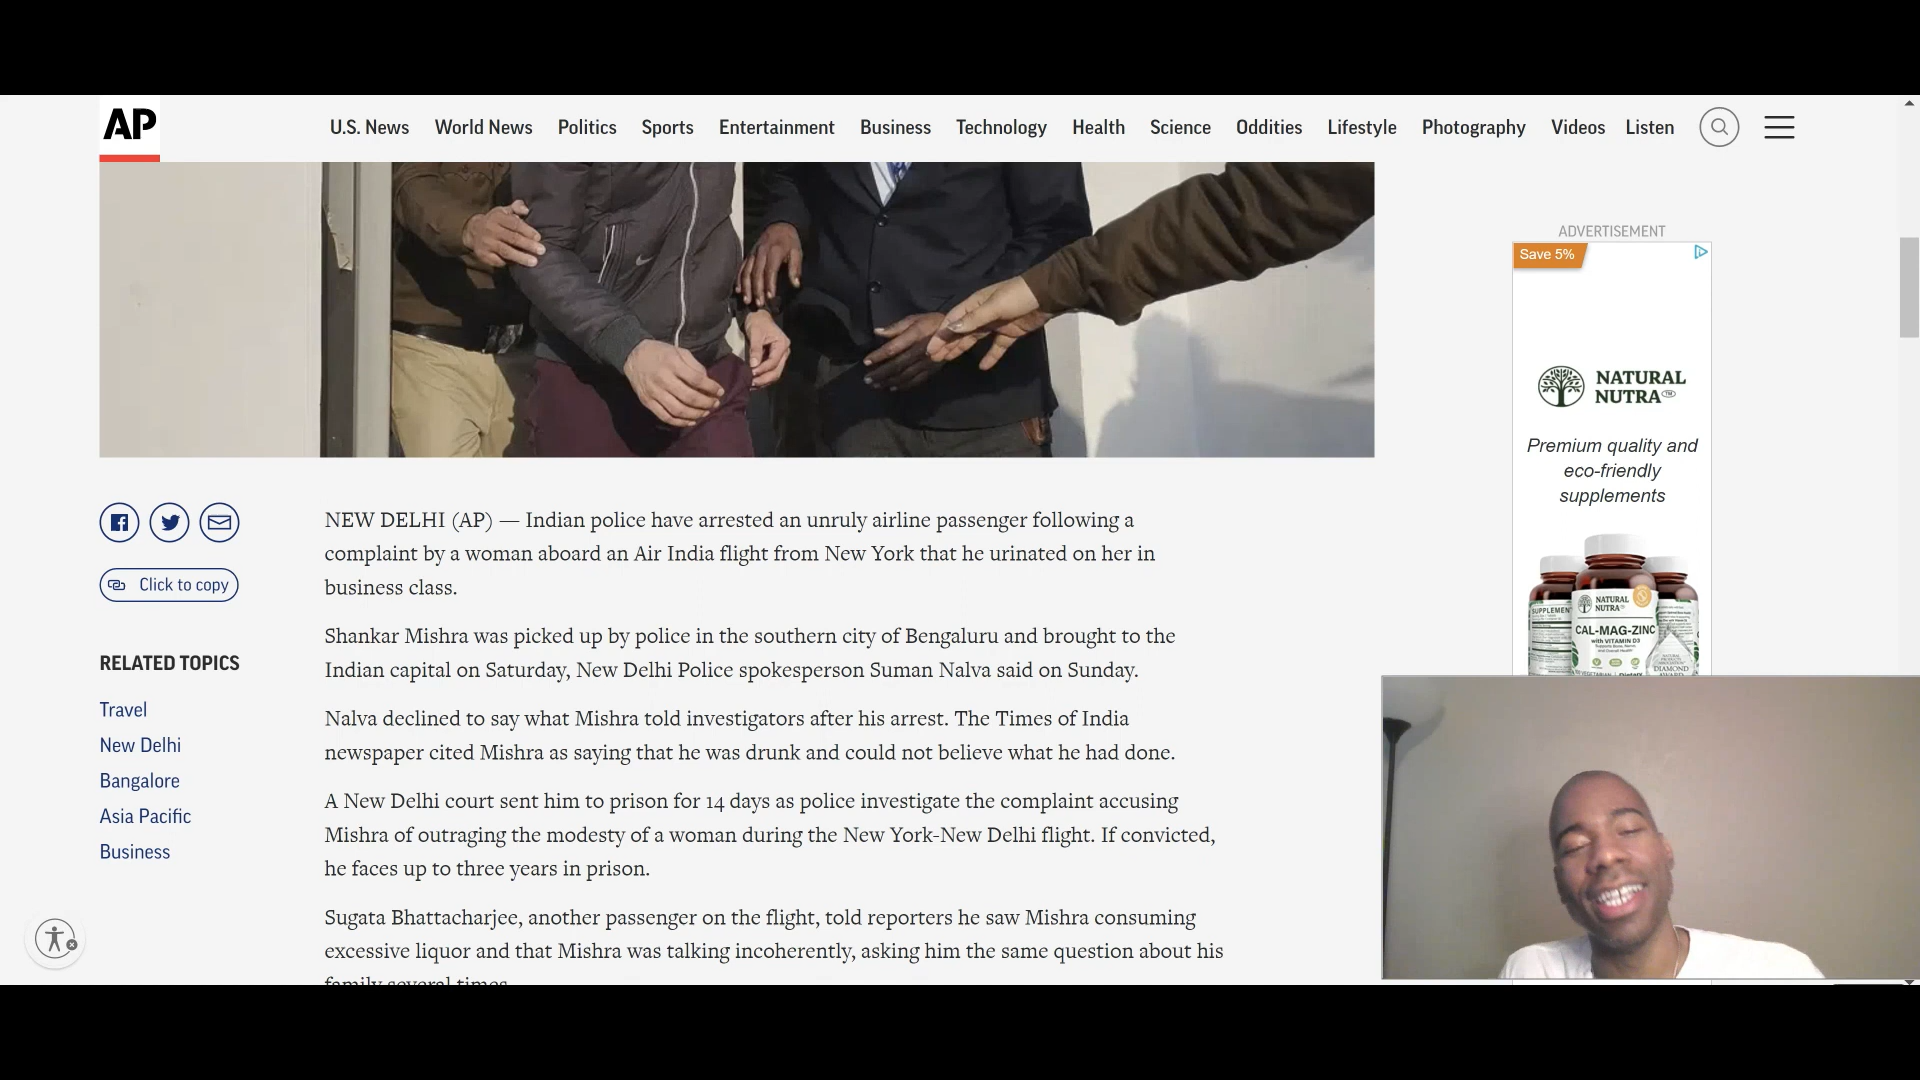 AP
U.S. News World News Politics Sports Entertainment Business Technology Health Science Oddities Lifestyle Photography Videos Listen
ADVERTISEMENT
Save 5%
NATURAL
NUTRA™
Premium quality and
eco-friendly
supplements
NATURAL
NUTRA
SUPPLEMENT
CAL-MAG-ZINC
with VITAMIN D3
DIAMOND
Click to copy
RELATED TOPICS
Travel
New Delhi
Bangalore
Asia Pacific
Business
NEW DELHI (AP) — Indian police have arrested an unruly airline passenger following a
complaint by a woman aboard an Air India flight from New York that he urinated on her in
business class.
Shankar Mishra was picked up by police in the southern city of Bengaluru and brought to the
Indian capital on Saturday, New Delhi Police spokesperson Suman Nalva said on Sunday.
Nalva declined to say what Mishra told investigators after his arrest. The Times of India
newspaper cited Mishra as saying that he was drunk and could not believe what he had done.
A New Delhi court sent him to prison for 14 days as police investigate the complaint accusing
Mishra of outraging the modesty of a woman during the New York-New Delhi flight. If convicted,
he faces up to three years in prison.
Sugata Bhattacharjee, another passenger on the flight, told reporters he saw Mishra consuming
excessive liquor and that Mishra was talking incoherently, asking him the same question about his
family several times.